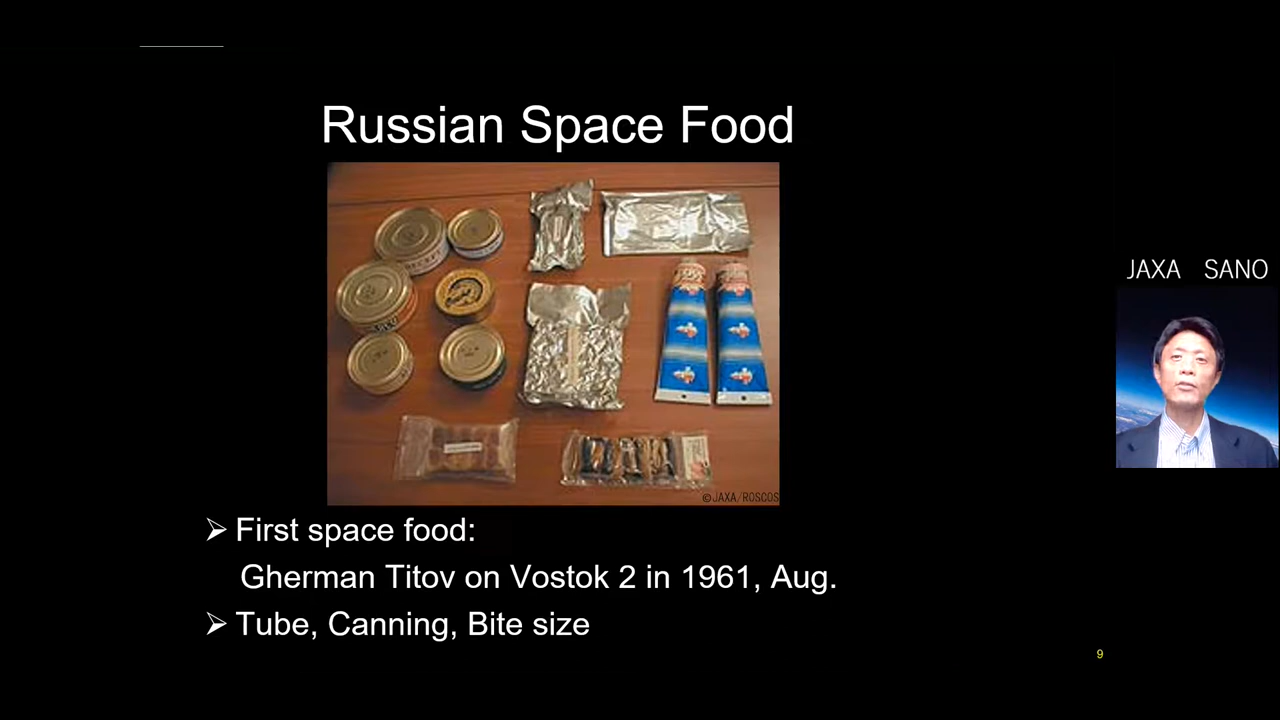 Russian Space Food
JAXA SANO
©JAXA/ROSCOS
➢ First space food:
Gherman Titov on Vostok 2 in 1961, Aug.
➢ Tube, Canning, Bite size
9